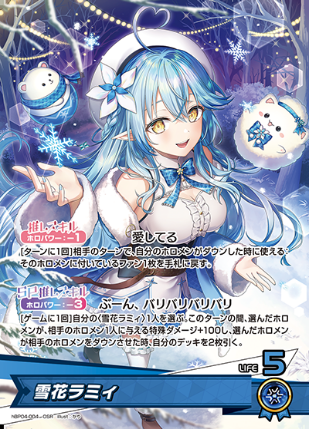 推しスキル
ホロパワー：－1
愛してる
[ターンに1回]相手のターンで、自分のホロメンがダウンした時に使える：
そのホロメンに付いているファン1枚を手札に戻す。
SP推しスキル
ホロパワー：－3
ぶーん、バリバリバリバリ
[ゲームに1回]自分の〈雪花ラミィ〉1人を選ぶ。このターンの間、選んだホロ
メンが、相手のホロメン1人に与える特殊ダメージ+100し、選んだホロメン
が相手のホロメンをダウンさせた時、自分のデッキを2枚引く。
LIFE 5
雪花ラミィ
hBP04-004 OSR